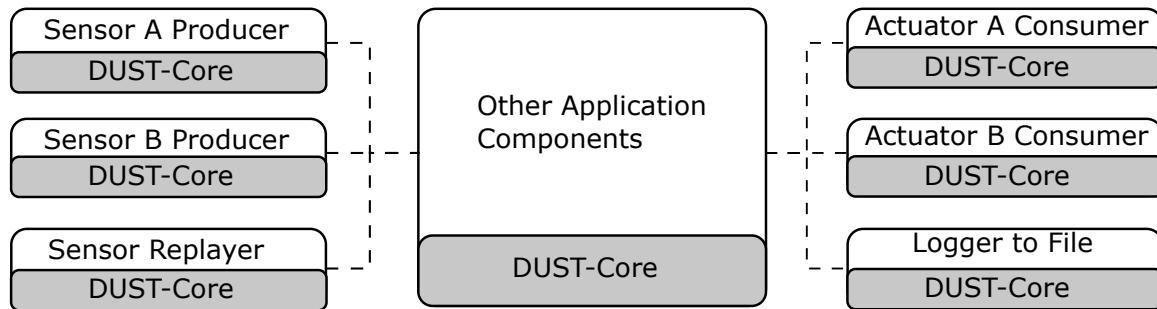 Sensor A Producer
DUST-Core
Sensor B Producer
DUST-Core
Sensor Replayer
DUST-Core
Other Application
Components
DUST-Core
Actuator A Consumer
DUST-Core
Actuator B Consumer
DUST-Core
Logger to File
DUST-Core